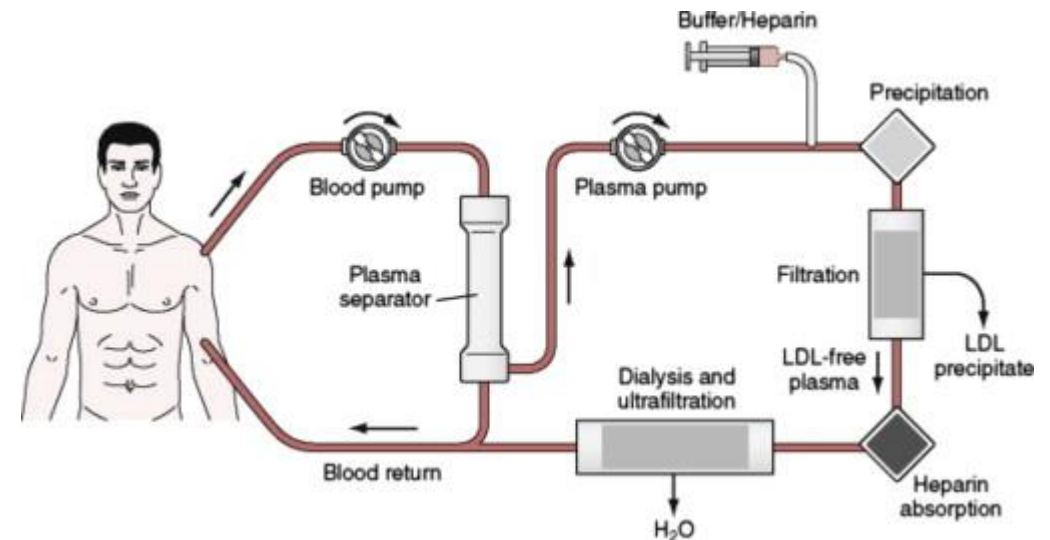 Buffer/Heparin
Precipitation
Blood pump
Plasma pump
Plasma
separator
Filtration
LDL
precipitate
LDL-free
plasma
Dialysis and
ultrafiltration
Blood return
Heparin
absorption
H₂O